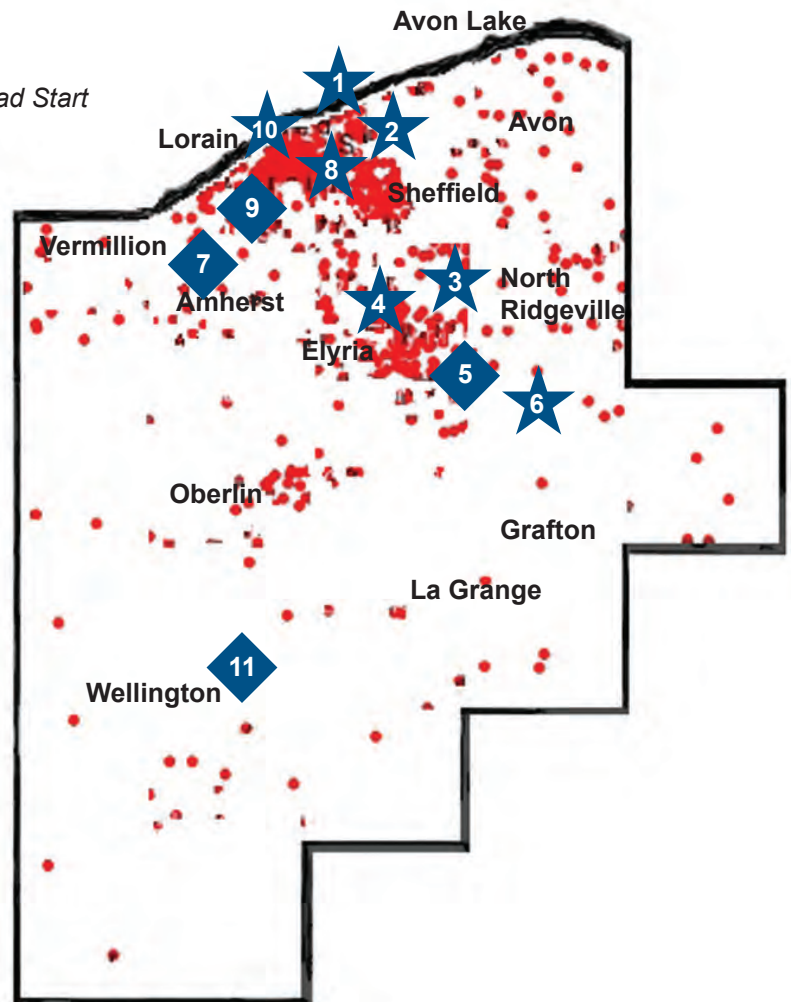 Avon Lake
1
ad Start
10
2
Avon
Lorain
8
S
Sheffield
9
Vermillion
7
3
North
Ridgeville
Amherst
4
Elyria
5
6
Oberlin
Grafton
La Grange
11
Wellington